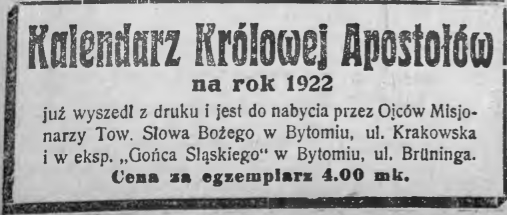 Kalendarz Królowej Apostołów
na rok 1922
już wyszedł z druku i jest do nabycia przez Ojców Misjo-
narzy Tow. Słowa Bożego w Bytomiu, ul. Krakowska
i w eksp. „Gońca Sląskiego“ w Bytomiu, ul. Brüninga.
Cena za egzemplarz 4.00 mk.